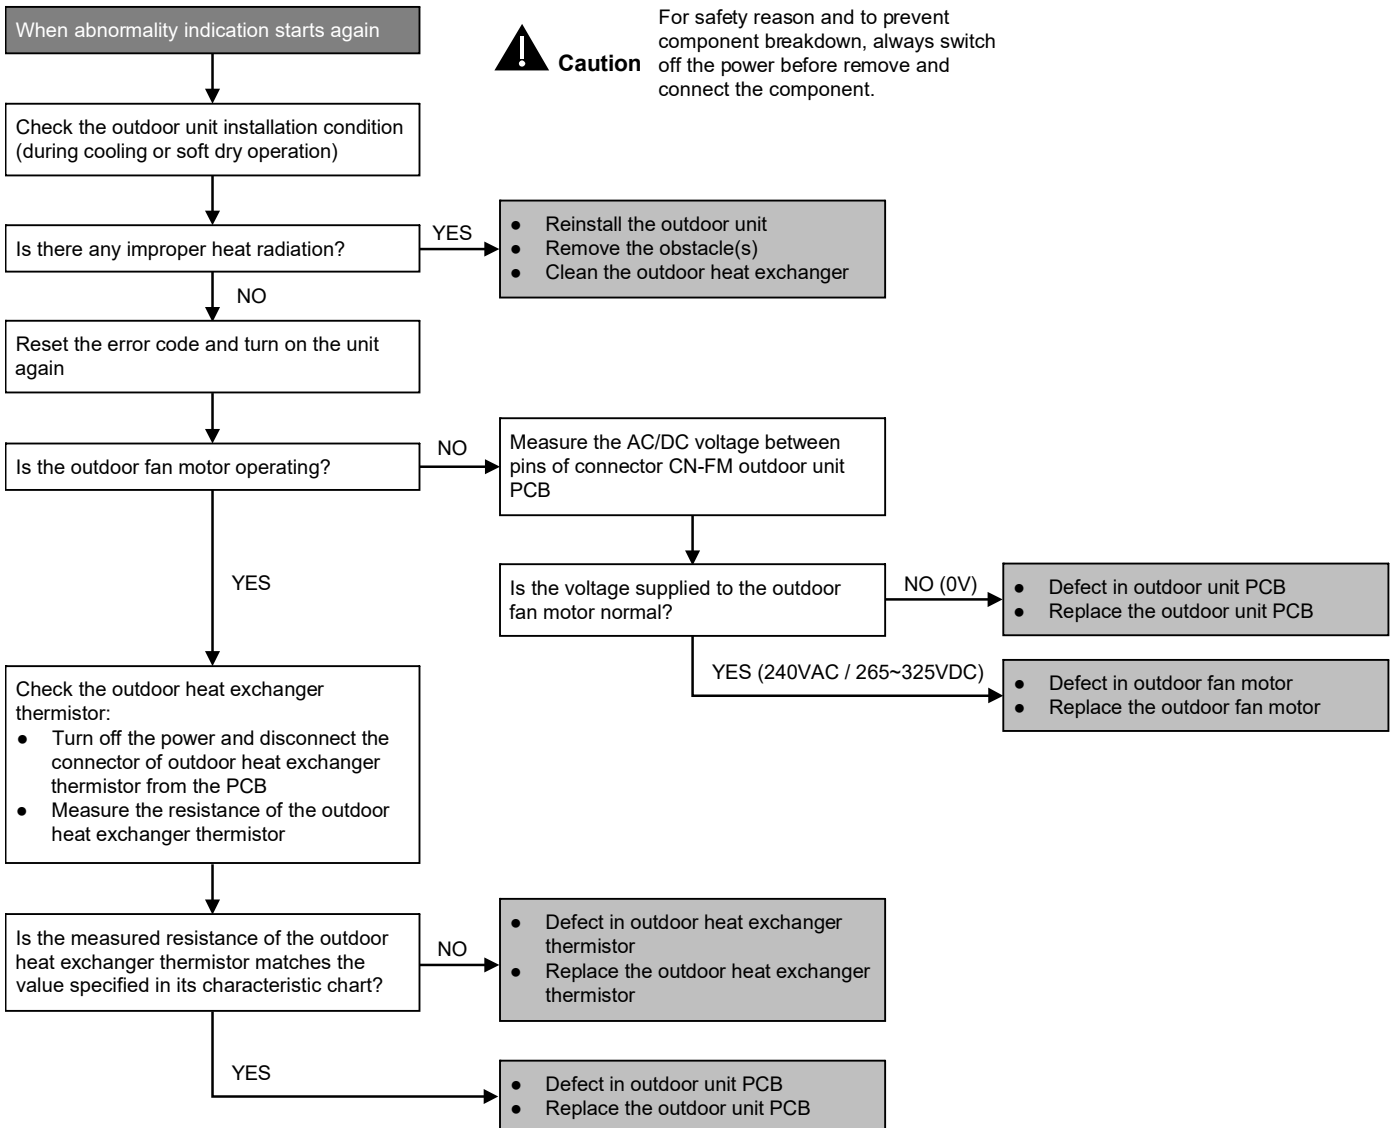 When abnormality indication starts again
Caution
For safety reason and to prevent
component breakdown, always switch
off the power before remove and
connect the component.
Check the outdoor unit installation condition
(during cooling or soft dry operation)
Is there any improper heat radiation?
YES
● Reinstall the outdoor unit
● Remove the obstacle(s)
● Clean the outdoor heat exchanger
NO
Reset the error code and turn on the unit
again
Is the outdoor fan motor operating?
NO
Measure the AC/DC voltage between
pins of connector CN-FM outdoor unit
PCB
Is the voltage supplied to the outdoor
fan motor normal?
NO (0V)
● Defect in outdoor unit PCB
● Replace the outdoor unit PCB
YES (240VAC / 265~325VDC)
● Defect in outdoor fan motor
● Replace the outdoor fan motor
YES
Check the outdoor heat exchanger
thermistor:
● Turn off the power and disconnect the
connector of outdoor heat exchanger
thermistor from the PCB
● Measure the resistance of the outdoor
heat exchanger thermistor
Is the measured resistance of the outdoor
heat exchanger thermistor matches the
value specified in its characteristic chart?
NO
● Defect in outdoor heat exchanger
thermistor
● Replace the outdoor heat exchanger
thermistor
YES
● Defect in outdoor unit PCB
● Replace the outdoor unit PCB